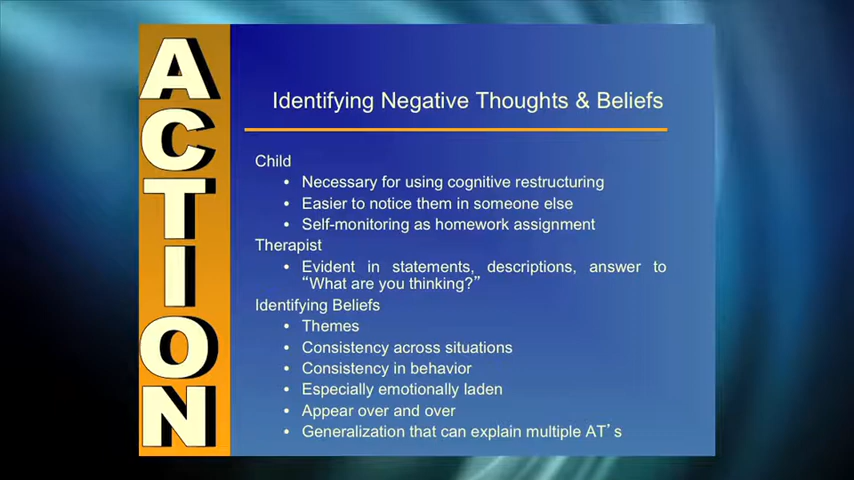 ACTION
Identifying Negative Thoughts & Beliefs
Child
• Necessary for using cognitive restructuring
• Easier to notice them in someone else
• Self-monitoring as homework assignment
Therapist
• Evident in statements, descriptions, answer to
“What are you thinking?”
Identifying Beliefs
• Themes
• Consistency across situations
• Consistency in behavior
• Especially emotionally laden
• Appear over and over
• Generalization that can explain multiple AT’s